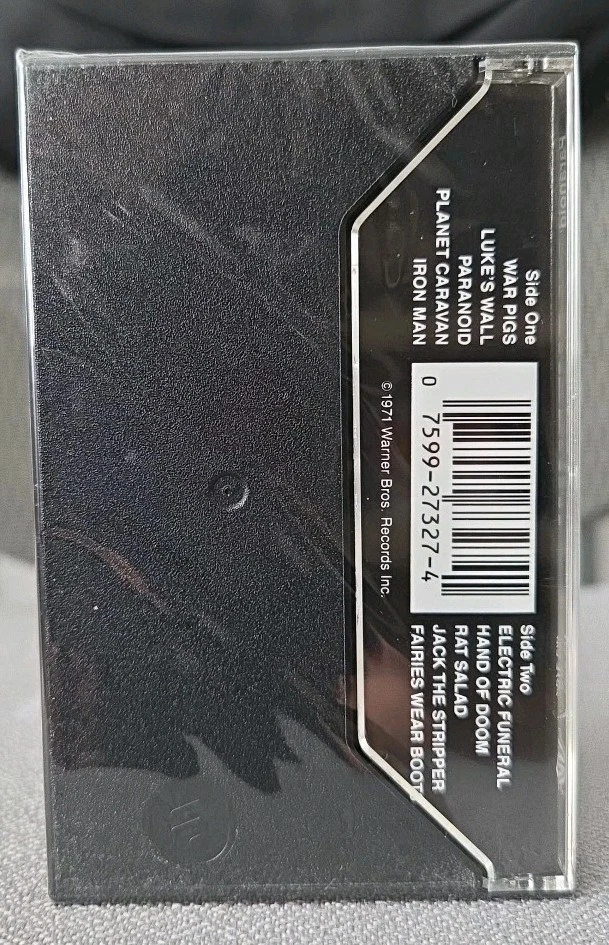 Side One
WAR PIGS
LUKE'S WALL
PARANOID
PLANET CARAVAN
IRON MAN
0 7599-27327-4
©1971 Warner Bros. Records Inc.
Side Two
ELECTRIC FUNERAL
HAND OF DOOM
RAT SALAD
JACK THE STRIPPER
FAIRIES WEAR BOOT